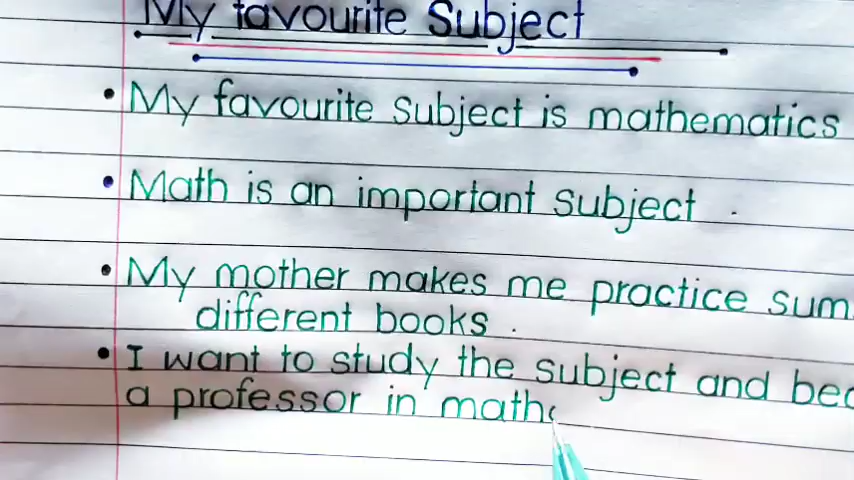 My favourite Subject
• My favourite subject is mathematics
• Math is an important subject .
• My mother makes me practice sum
different books .
• I want to study the subject and bec
a professor in math